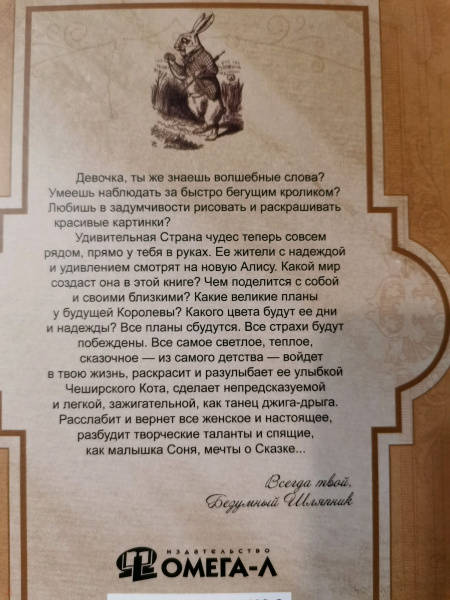 Девочка, ты же знаешь волшебные слова?
Умеешь наблюдать за быстро бегущим кроликом?
Любишь в задумчивости рисовать и раскрашивать
красивые картинки?
Удивительная Страна чудес теперь совсем
рядом, прямо у тебя в руках. Ее жители с надеждой
и удивлением смотрят на новую Алису. Какой мир
создаст она в этой книге? Чем поделится с собой
и своими близкими? Какие великие планы
у будущей Королевы? Какого цвета будут ее дни
и надежды? Все планы сбудутся. Все страхи будут
побеждены. Все самое светлое, теплое,
сказочное — из самого детства — войдет
в твою жизнь, раскрасит и разулыбает ее улыбкой
Чеширского Кота, сделает непредсказуемой
и легкой, зажигательной, как танец джига-дрыга.
Расслабит и вернет все женское и настоящее,
разбудит творческие таланты и спящие,
как малышка Соня, мечты о Сказке...
Всегда твой,
Безумный Шляпник
ИЗДАТЕЛЬСТВО
ОМЕГА-Л